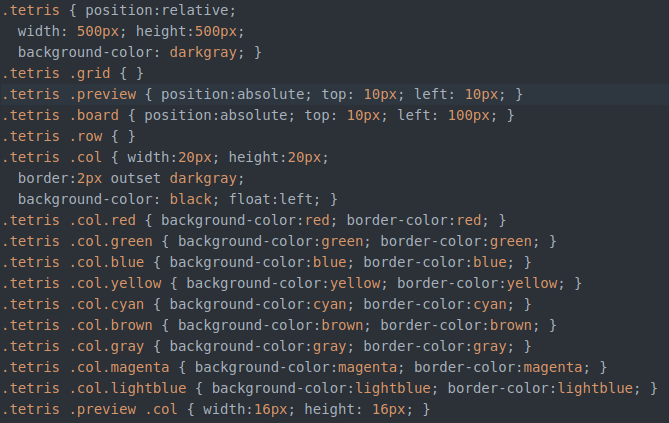 .tetris { position:relative;
  width: 500px; height:500px;
  background-color: darkgray; }
.tetris .grid { }
.tetris .preview { position:absolute; top: 10px; left: 10px; }
.tetris .board { position:absolute; top: 10px; left: 100px; }
.tetris .row { }
.tetris .col { width:20px; height:20px;
  border:2px outset darkgray;
  background-color: black; float:left; }
.tetris .col.red { background-color:red; border-color:red; }
.tetris .col.green { background-color:green; border-color:green; }
.tetris .col.blue { background-color:blue; border-color:blue; }
.tetris .col.yellow { background-color:yellow; border-color:yellow; }
.tetris .col.cyan { background-color:cyan; border-color:cyan; }
.tetris .col.brown { background-color:brown; border-color:brown; }
.tetris .col.gray { background-color:gray; border-color:gray; }
.tetris .col.magenta { background-color:magenta; border-color:magenta; }
.tetris .col.lightblue { background-color:lightblue; border-color:lightblue; }
.tetris .preview .col { width:16px; height: 16px; }